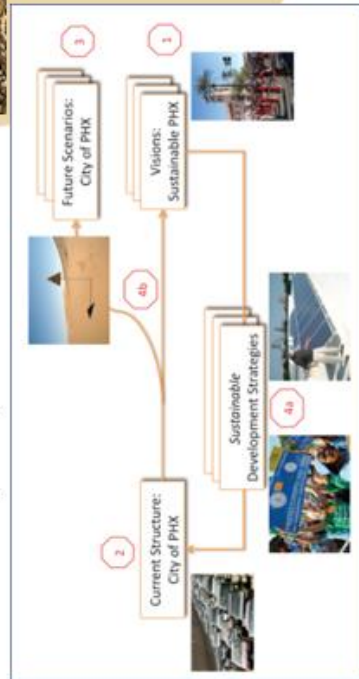 3
Future Scenarios:
City of PHX
1
Visions:
Sustainable PHX
4b
2
Current Structure:
City of PHX
Sustainable
Development Strategies
4a